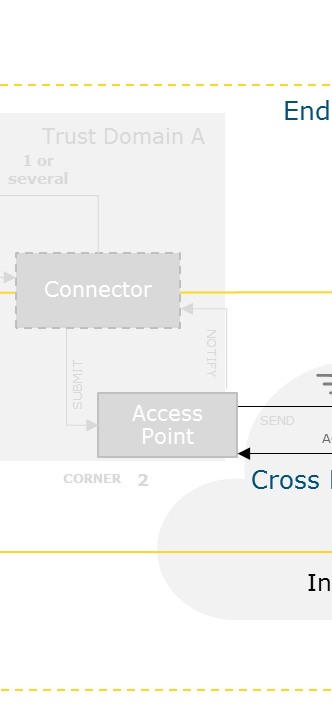 End
Trust Domain A
1 or
several
Connector
NOTIFY
SUBMIT
Access
Point
SEND
CORNER 2
Cross
In